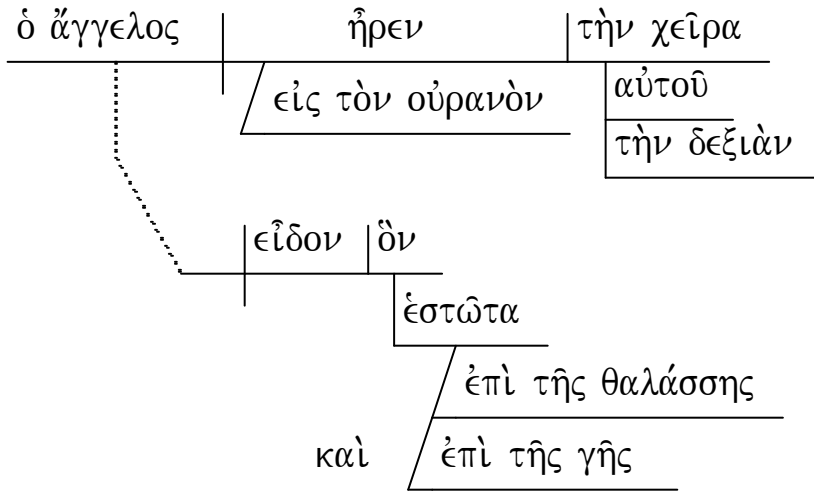 ὁ ἄγγελος ἦρεν τὴν χεῖρα
εἰς τὸν οὐρανὸν αὐτοῦ
τὴν δεξιὰν
εἶδον ὃν
ἑστῶτα
ἐπὶ τῆς θαλάσσης
καὶ ἐπὶ τῆς γῆς